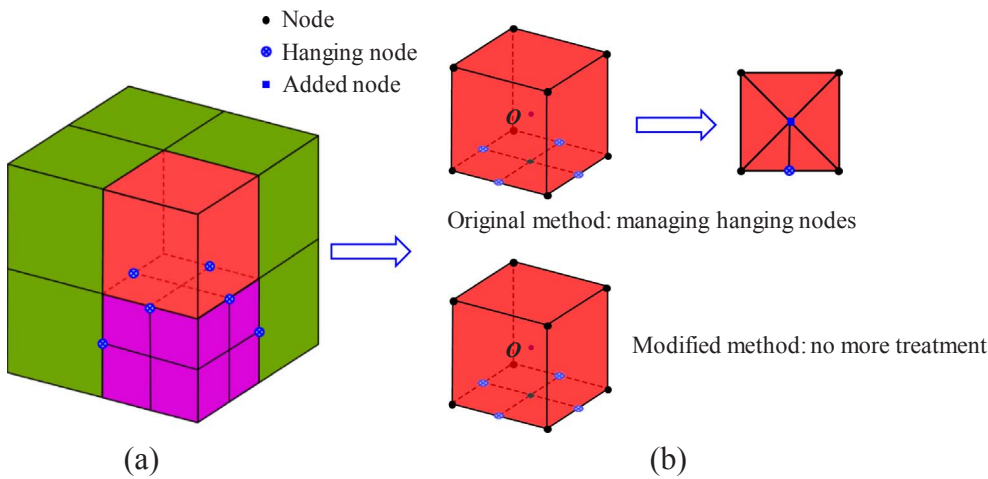 Node
Hanging node
Added node
O
Original method: managing hanging nodes
O
Modified method: no more treatment
(a)
(b)